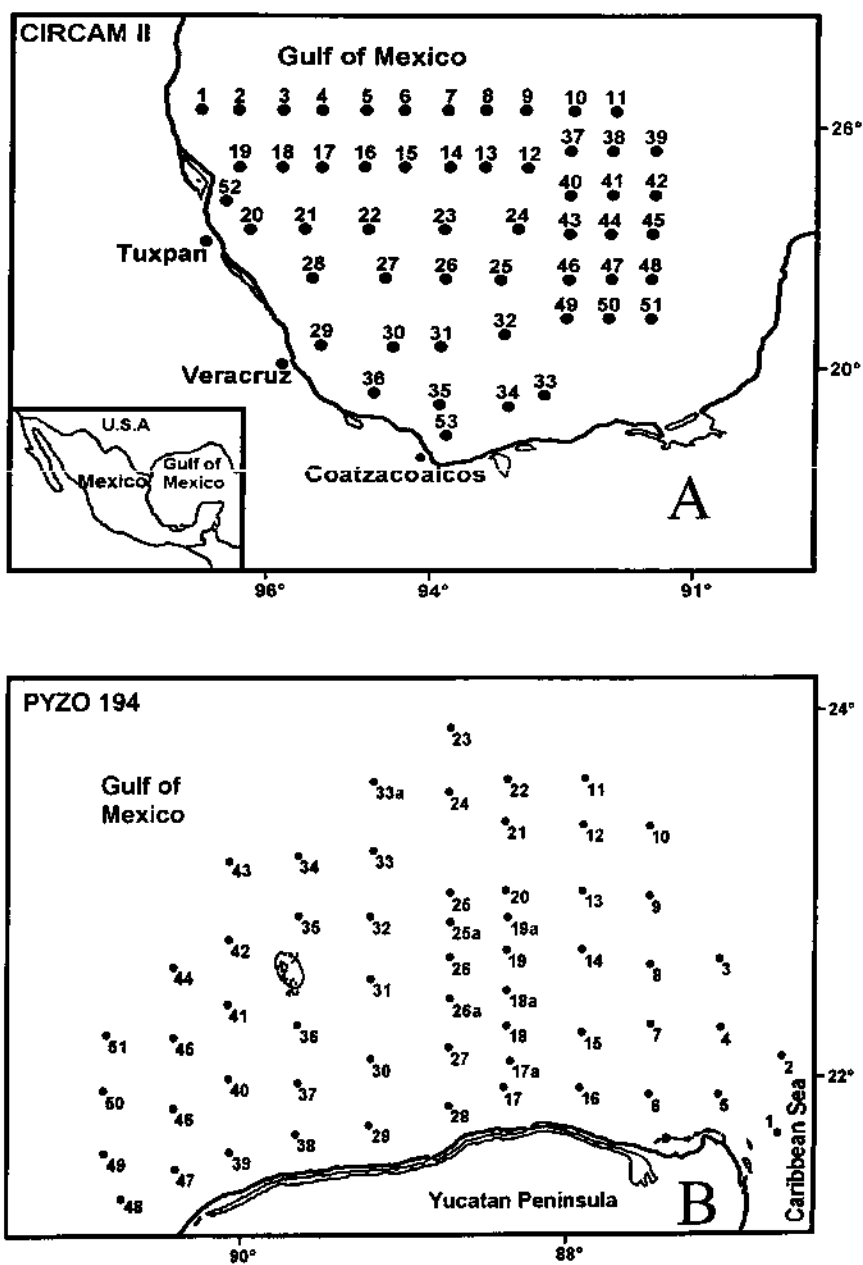 CIRCAM II
Gulf of Mexico
1 2 3 4 5 6 7 8 9 10 11
26°
37 38 39
19 18 17 16 15 14 13 12
52
40 41 42
20 21 22 23 24 43 44 45
Tuxpan
28 27 26 25 46 47 48
49 50 51
29 30 31 32
Veracruz
20°
36 35 34 33
53
U.S.A
Mexico
Gulf of
Mexico
Coatzacoalcos
A
96° 94° 91°
PYZO 194
24°
23
Gulf of
Mexico
33a 24 22 11
21 12 10
43 34 33
25 20 13 9
35 32 25a 19a
42
44 31 26 19 14 8 3
26a 18a
41
51 45 36 18 15 7 4
27 17a 2
22°
50 40 37 30 17 16 6 5
46 28
49 39 38 29 1
47
48
Yucatan Peninsula
Caribbean Sea
B
90° 88°